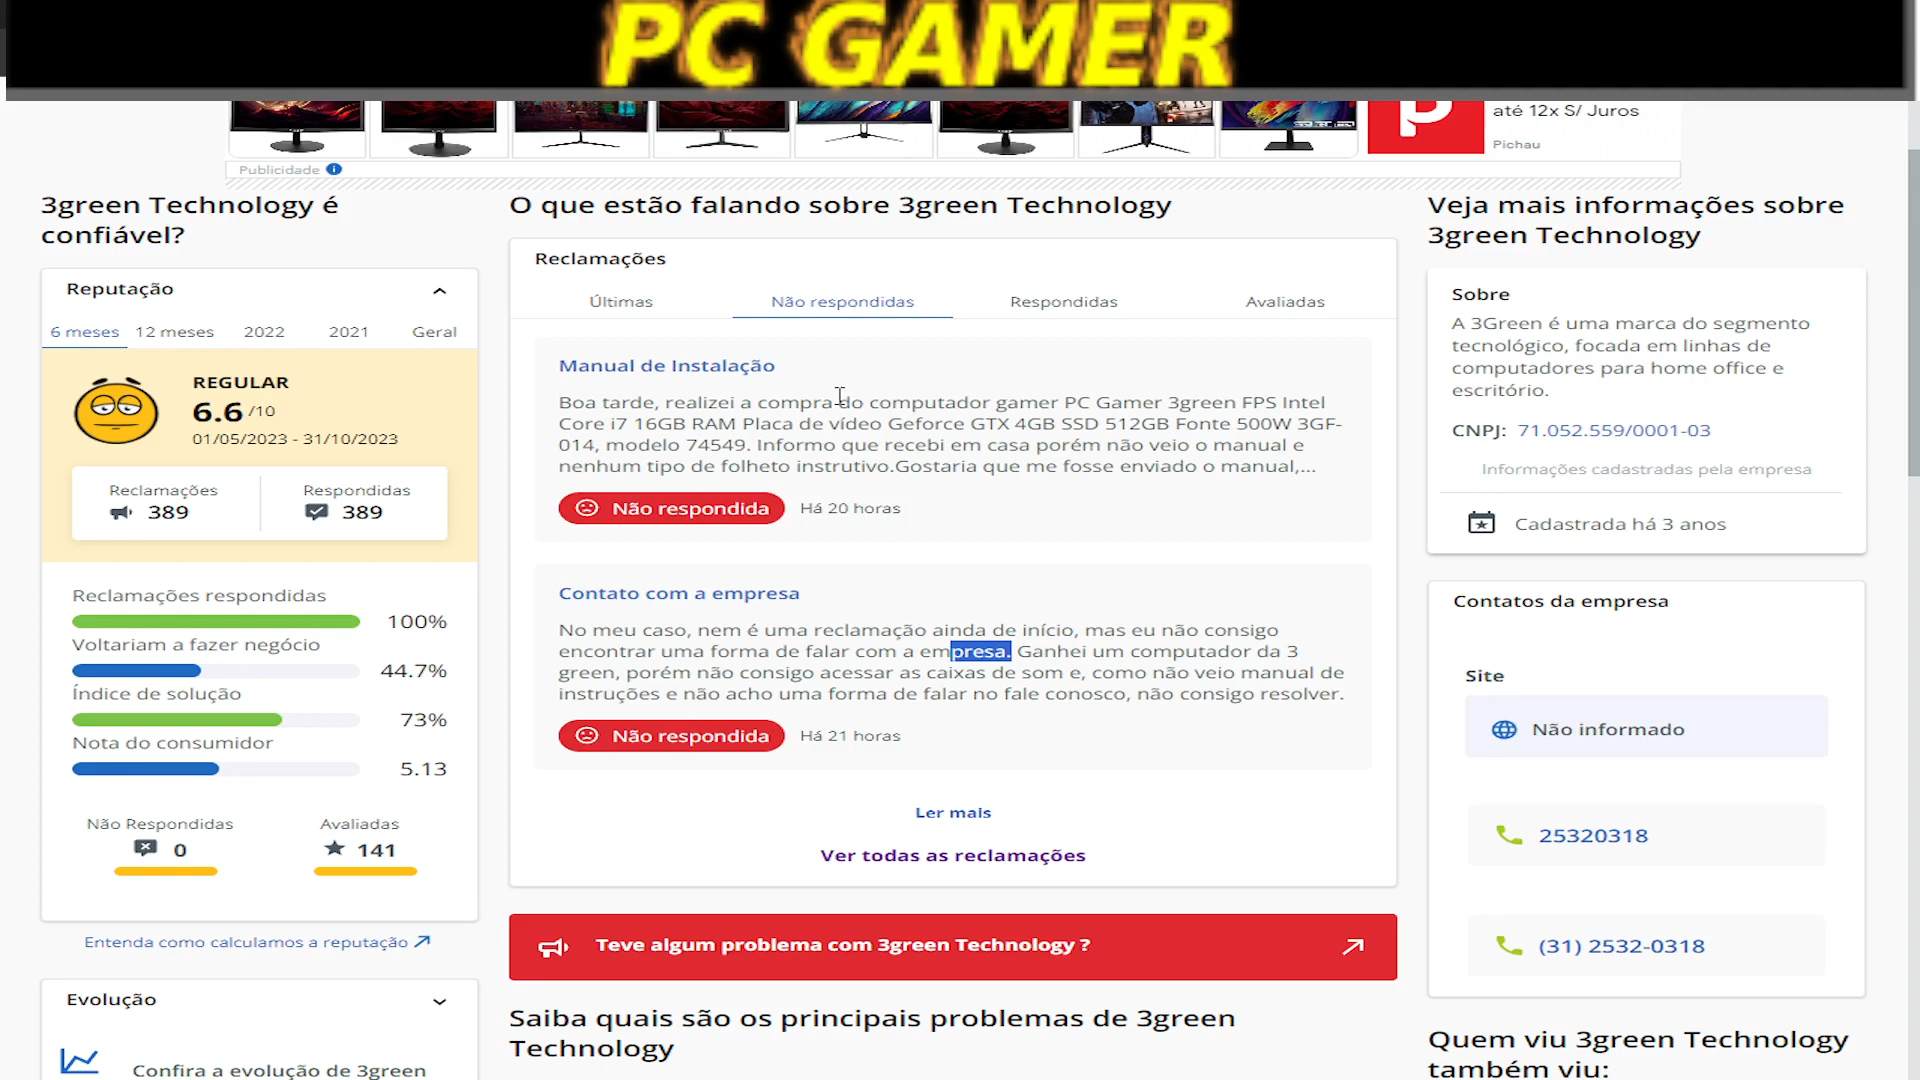 PC GAMER
até 12x S/ Juros
Pichau
Publicidade
3green Technology é
confiável?
Reputação
6 meses 12 meses 2022 2021 Geral
REGULAR
6.6 /10
01/05/2023 - 31/10/2023
Reclamações Respondidas
389 389
Reclamações respondidas
100%
Voltariam a fazer negócio
44.7%
Índice de solução
73%
Nota do consumidor
5.13
Não Respondidas Avaliadas
0 141
Entenda como calculamos a reputação
Evolução
Confira a evolução de 3green
O que estão falando sobre 3green Technology
Reclamações
Últimas Não respondidas Respondidas Avaliadas
Manual de Instalação
Boa tarde, realizei a compra do computador gamer PC Gamer 3green FPS Intel
Core i7 16GB RAM Placa de vídeo Geforce GTX 4GB SSD 512GB Fonte 500W 3GF-
014, modelo 74549. Informo que recebi em casa porém não veio o manual e
nenhum tipo de folheto instrutivo.Gostaria que me fosse enviado o manual,...
Não respondida Há 20 horas
Contato com a empresa
No meu caso, nem é uma reclamação ainda de início, mas eu não consigo
encontrar uma forma de falar com a empresa. Ganhei um computador da 3
green, porém não consigo acessar as caixas de som e, como não veio manual de
instruções e não acho uma forma de falar no fale conosco, não consigo resolver.
Não respondida Há 21 horas
Ler mais
Ver todas as reclamações
Teve algum problema com 3green Technology ?
Saiba quais são os principais problemas de 3green
Technology
Veja mais informações sobre
3green Technology
Sobre
A 3Green é uma marca do segmento
tecnológico, focada em linhas de
computadores para home office e
escritório.
CNPJ: 71.052.559/0001-03
Informações cadastradas pela empresa
Cadastrada há 3 anos
Contatos da empresa
Site
Não informado
25320318
(31) 2532-0318
Quem viu 3green Technology
também viu: